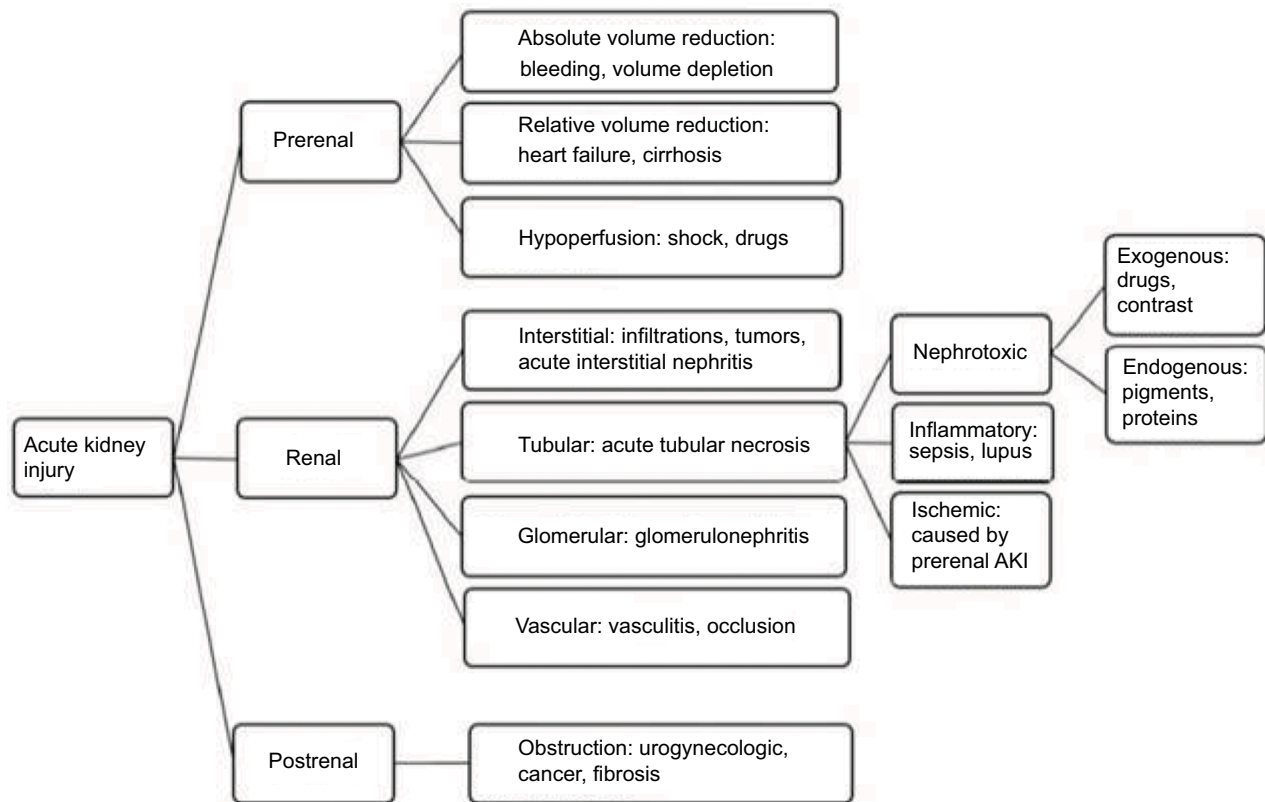 Acute kidney
injury
Prerenal
Absolute volume reduction:
bleeding, volume depletion
Relative volume reduction:
heart failure, cirrhosis
Hypoperfusion: shock, drugs
Renal
Interstitial: infiltrations, tumors,
acute interstitial nephritis
Tubular: acute tubular necrosis
Nephrotoxic
Exogenous:
drugs,
contrast
Endogenous:
pigments,
proteins
Inflammatory:
sepsis, lupus
Ischemic:
caused by
prerenal AKI
Glomerular: glomerulonephritis
Vascular: vasculitis, occlusion
Postrenal
Obstruction: urogynecologic,
cancer, fibrosis